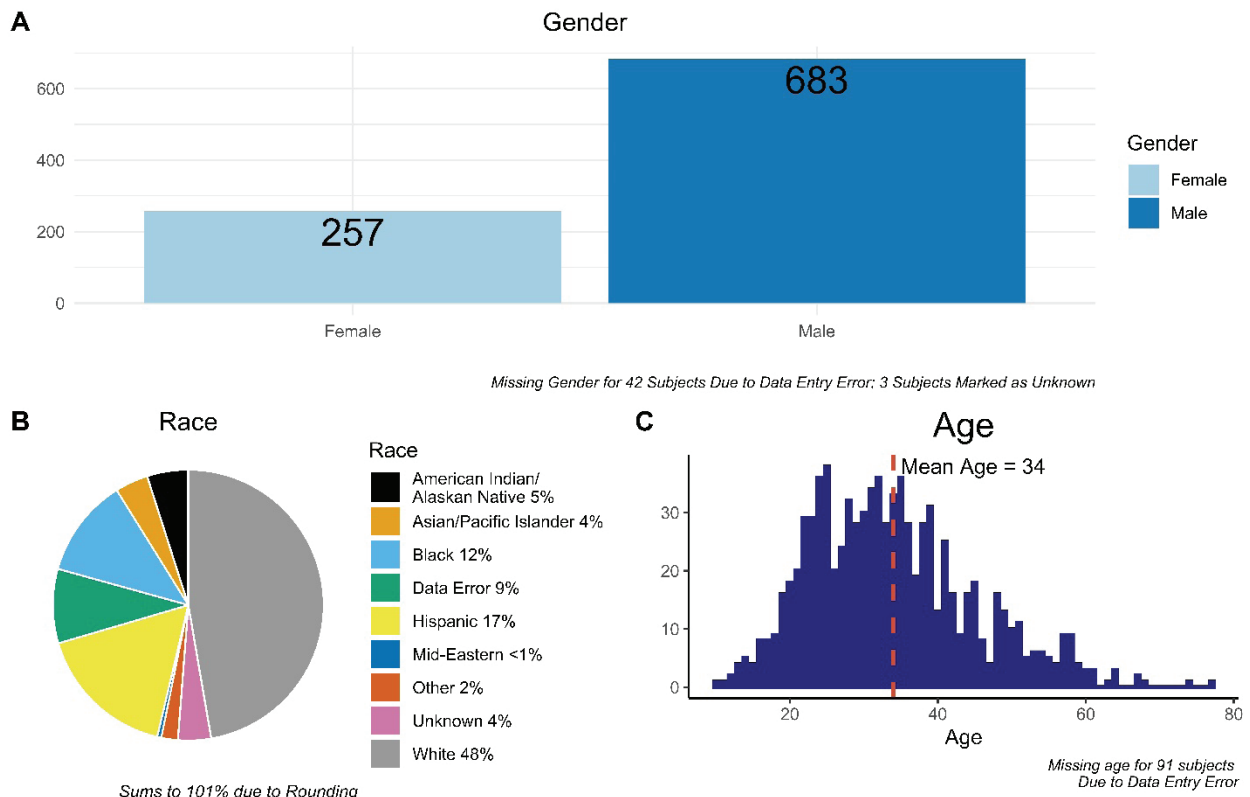 A
Gender
600
400
200
0
257
683
Female
Male
Gender
Female
Male
Missing Gender for 42 Subjects Due to Data Entry Error; 3 Subjects Marked as Unknown
B
Race
Race
American Indian/
Alaskan Native 5%
Asian/Pacific Islander 4%
Black 12%
Data Error 9%
Hispanic 17%
Mid-Eastern <1%
Other 2%
Unknown 4%
White 48%
Sums to 101% due to Rounding
C
Age
Mean Age = 34
30
20
10
0
20
40
60
80
Age
Missing age for 91 subjects
Due to Data Entry Error